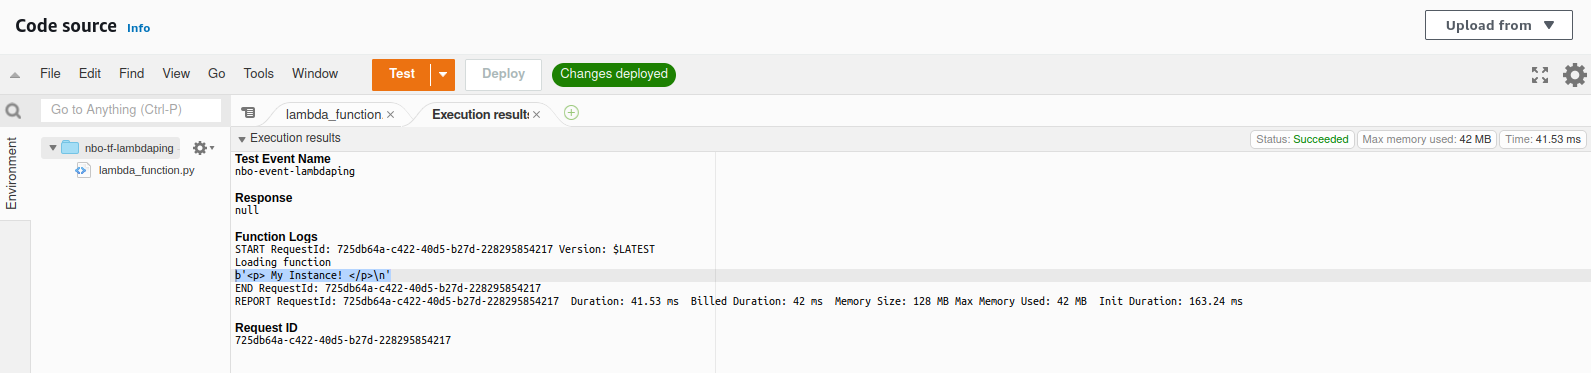 Code source Info
Upload from
File Edit Find View Go Tools Window Test Deploy Changes deployed
Go to Anything (Ctrl-P)
lambda_function
Execution results
Environment
nbo-tf-lambdaping
lambda_function.py
Execution results
Status: Succeeded
Max memory used: 42 MB
Time: 41.53 ms
Test Event Name
nbo-event-lambdaping
Response
null
Function Logs
START RequestId: 725db64a-c422-40d5-b27d-228295854217 Version: $LATEST
Loading function
b'<p> My Instance! </p>\n'
END RequestId: 725db64a-c422-40d5-b27d-228295854217
REPORT RequestId: 725db64a-c422-40d5-b27d-228295854217 Duration: 41.53 ms Billed Duration: 42 ms Memory Size: 128 MB Max Memory Used: 42 MB Init Duration: 163.24 ms
Request ID
725db64a-c422-40d5-b27d-228295854217